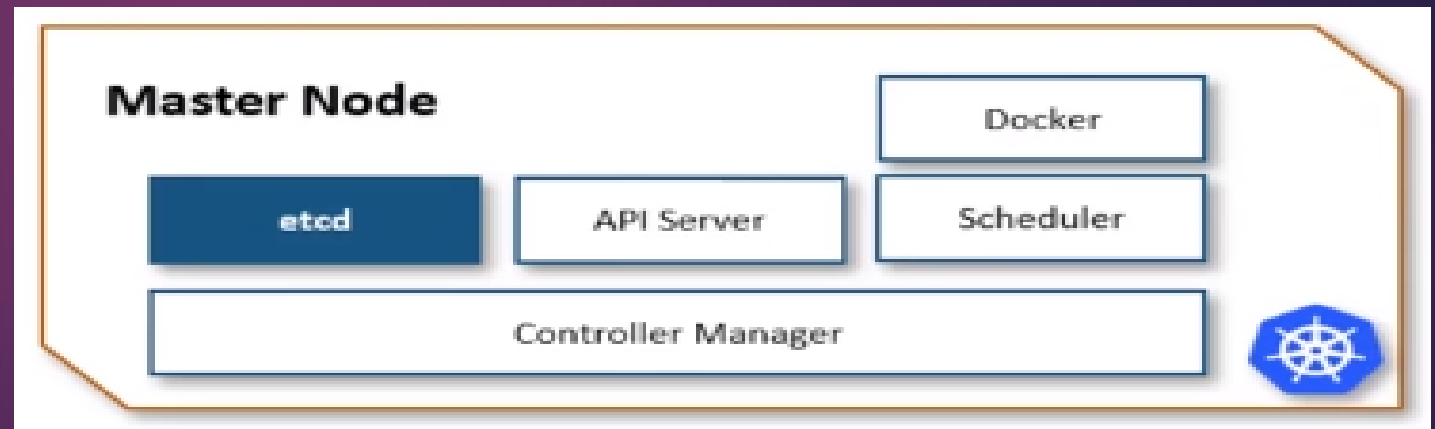 Master Node
Docker
etcd
API Server
Scheduler
Controller Manager